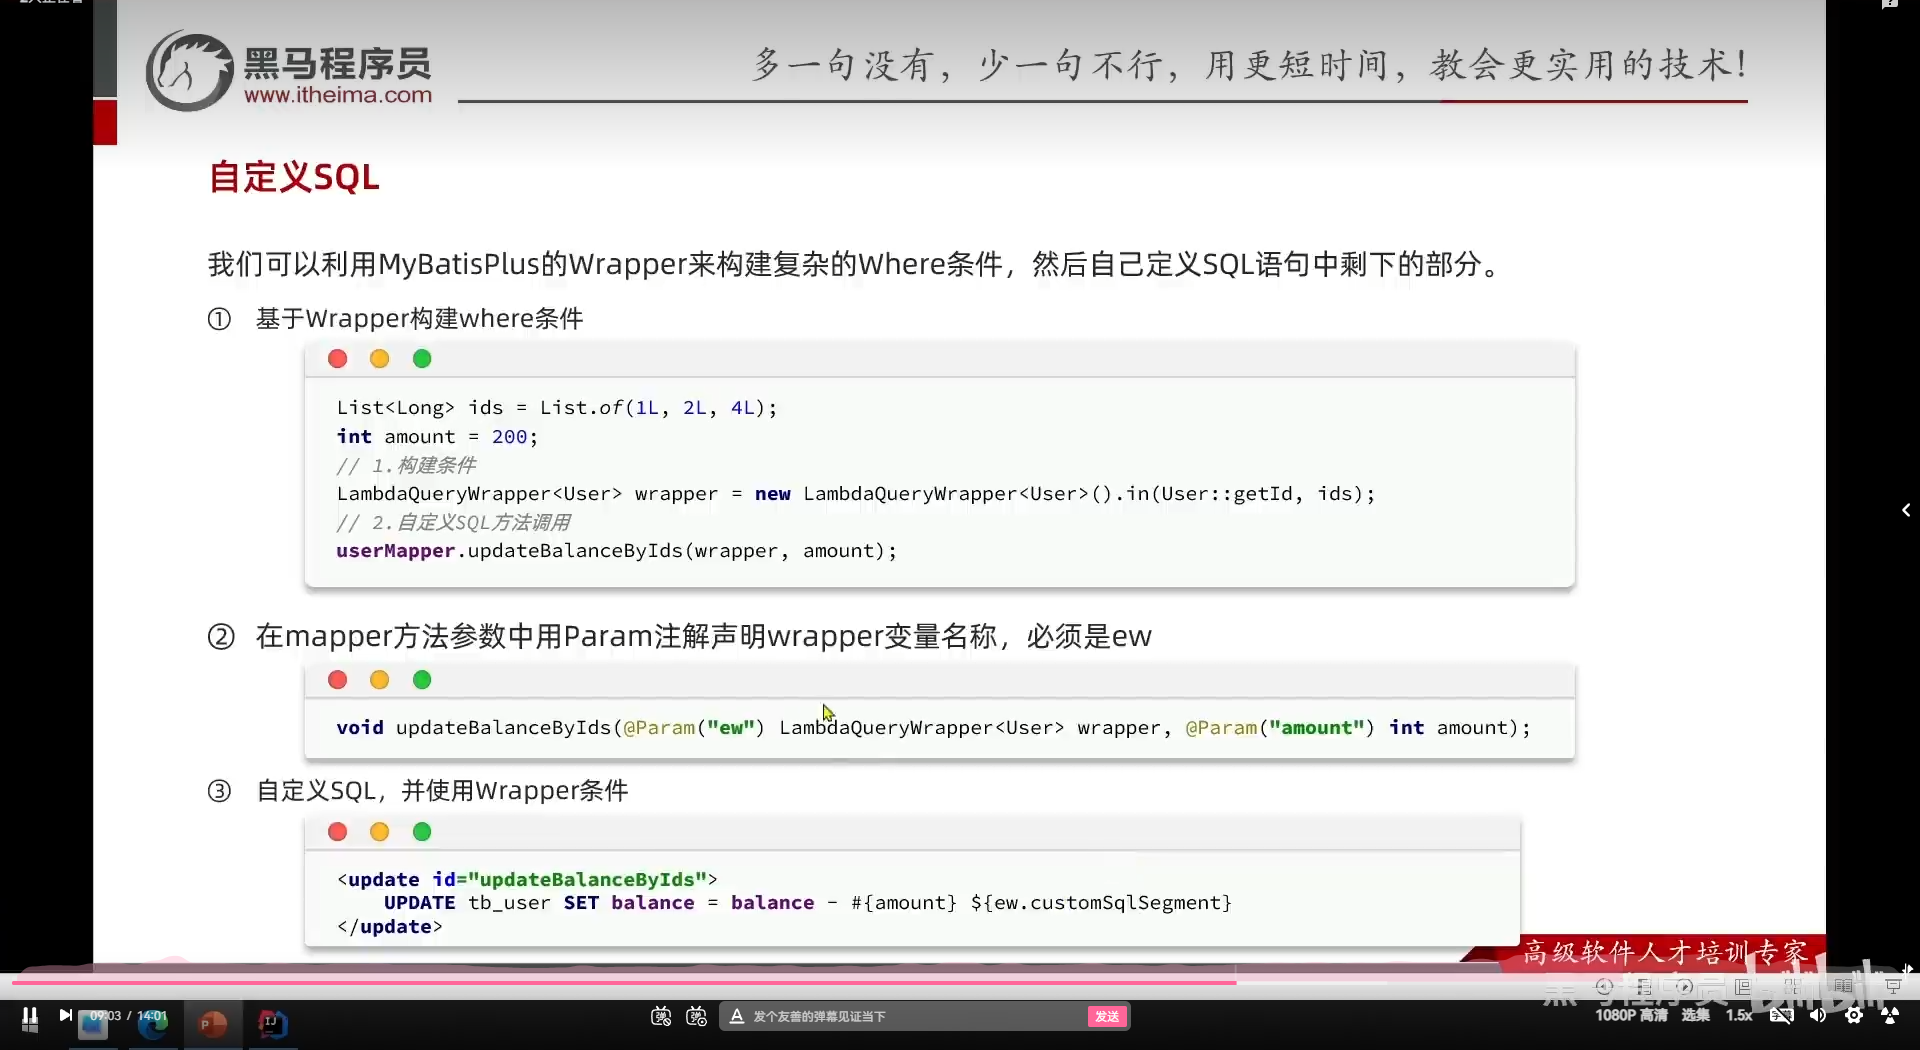 黑马程序员
www.itheima.com
多一句没有，少一句不行，用更短时间，教会更实用的技术！
自定义SQL
我们可以利用MyBatisPlus的Wrapper来构建复杂的Where条件，然后自己定义SQL语句中剩下的部分。
① 基于Wrapper构建where条件
List<Long> ids = List.of(1L, 2L, 4L);
int amount = 200;
// 1.构建条件
LambdaQueryWrapper<User> wrapper = new LambdaQueryWrapper<User>().in(User::getId, ids);
// 2.自定义SQL方法调用
userMapper.updateBalanceByIds(wrapper, amount);
② 在mapper方法参数中用Param注解声明wrapper变量名称，必须是ew
void updateBalanceByIds(@Param("ew") LambdaQueryWrapper<User> wrapper, @Param("amount") int amount);
③ 自定义SQL，并使用Wrapper条件
<update id="updateBalanceByIds">
    UPDATE tb_user SET balance = balance - #{amount} ${ew.customSqlSegment}
</update>
高级软件人才培训专家
黑马程序员 bilibili
09:03 / 14:01
发个友善的弹幕见证当下
发送
1080P 高清 选集 1.5x